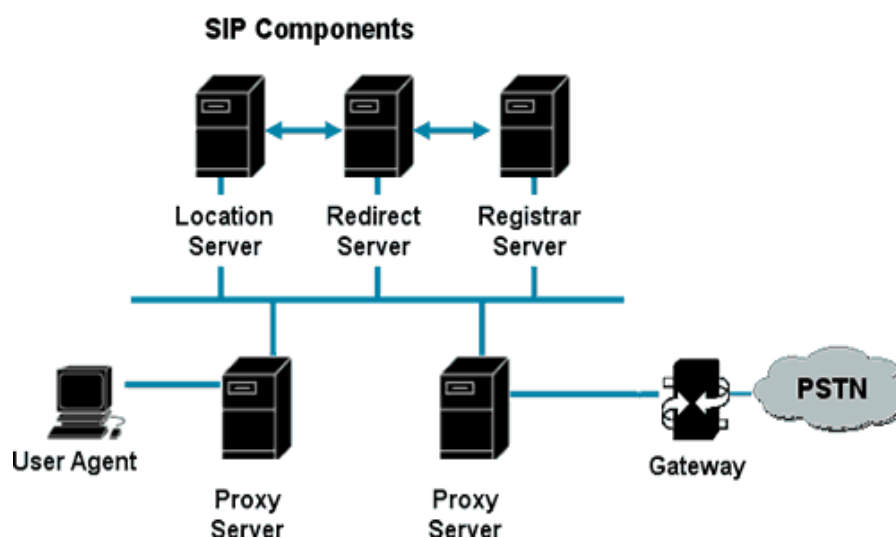 SIP Components
Location
Server
Redirect
Server
Registrar
Server
User Agent
Proxy
Server
Proxy
Server
Gateway
PSTN